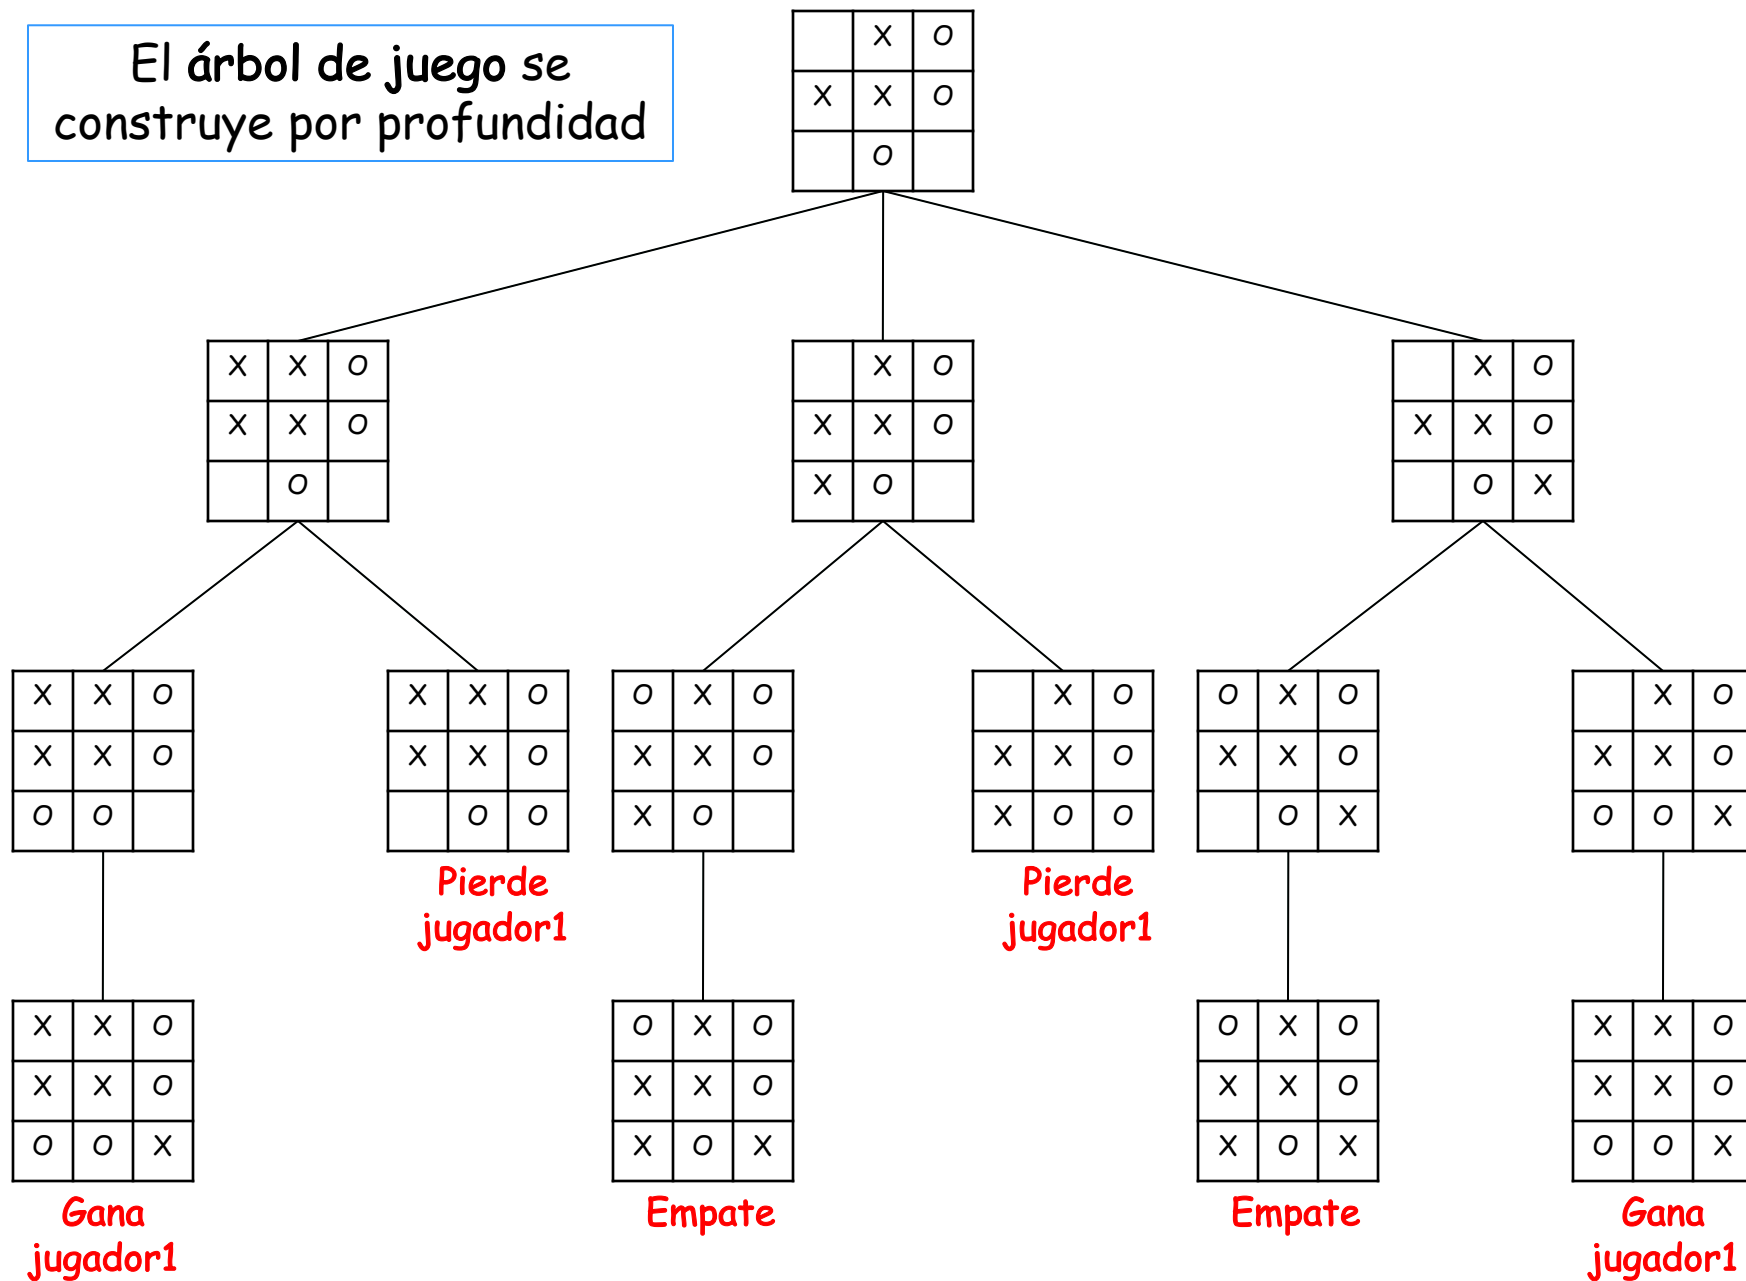 El árbol de juego se
construye por profundidad
X O
X X O
O
X X O
X X O
O
X O
X X O
X O
X O
X X O
O X
X X O
X X O
O O
X X O
X X O
O O
O X O
X X O
X O
X O
X X O
X O O
O X O
X X O
O X
X O
X X O
O O X
Pierde
jugador1
Pierde
jugador1
X X O
X X O
O O X
O X O
X X O
X O X
O X O
X X O
X O X
X X O
X X O
O O X
Gana
jugador1
Empate
Empate
Gana
jugador1